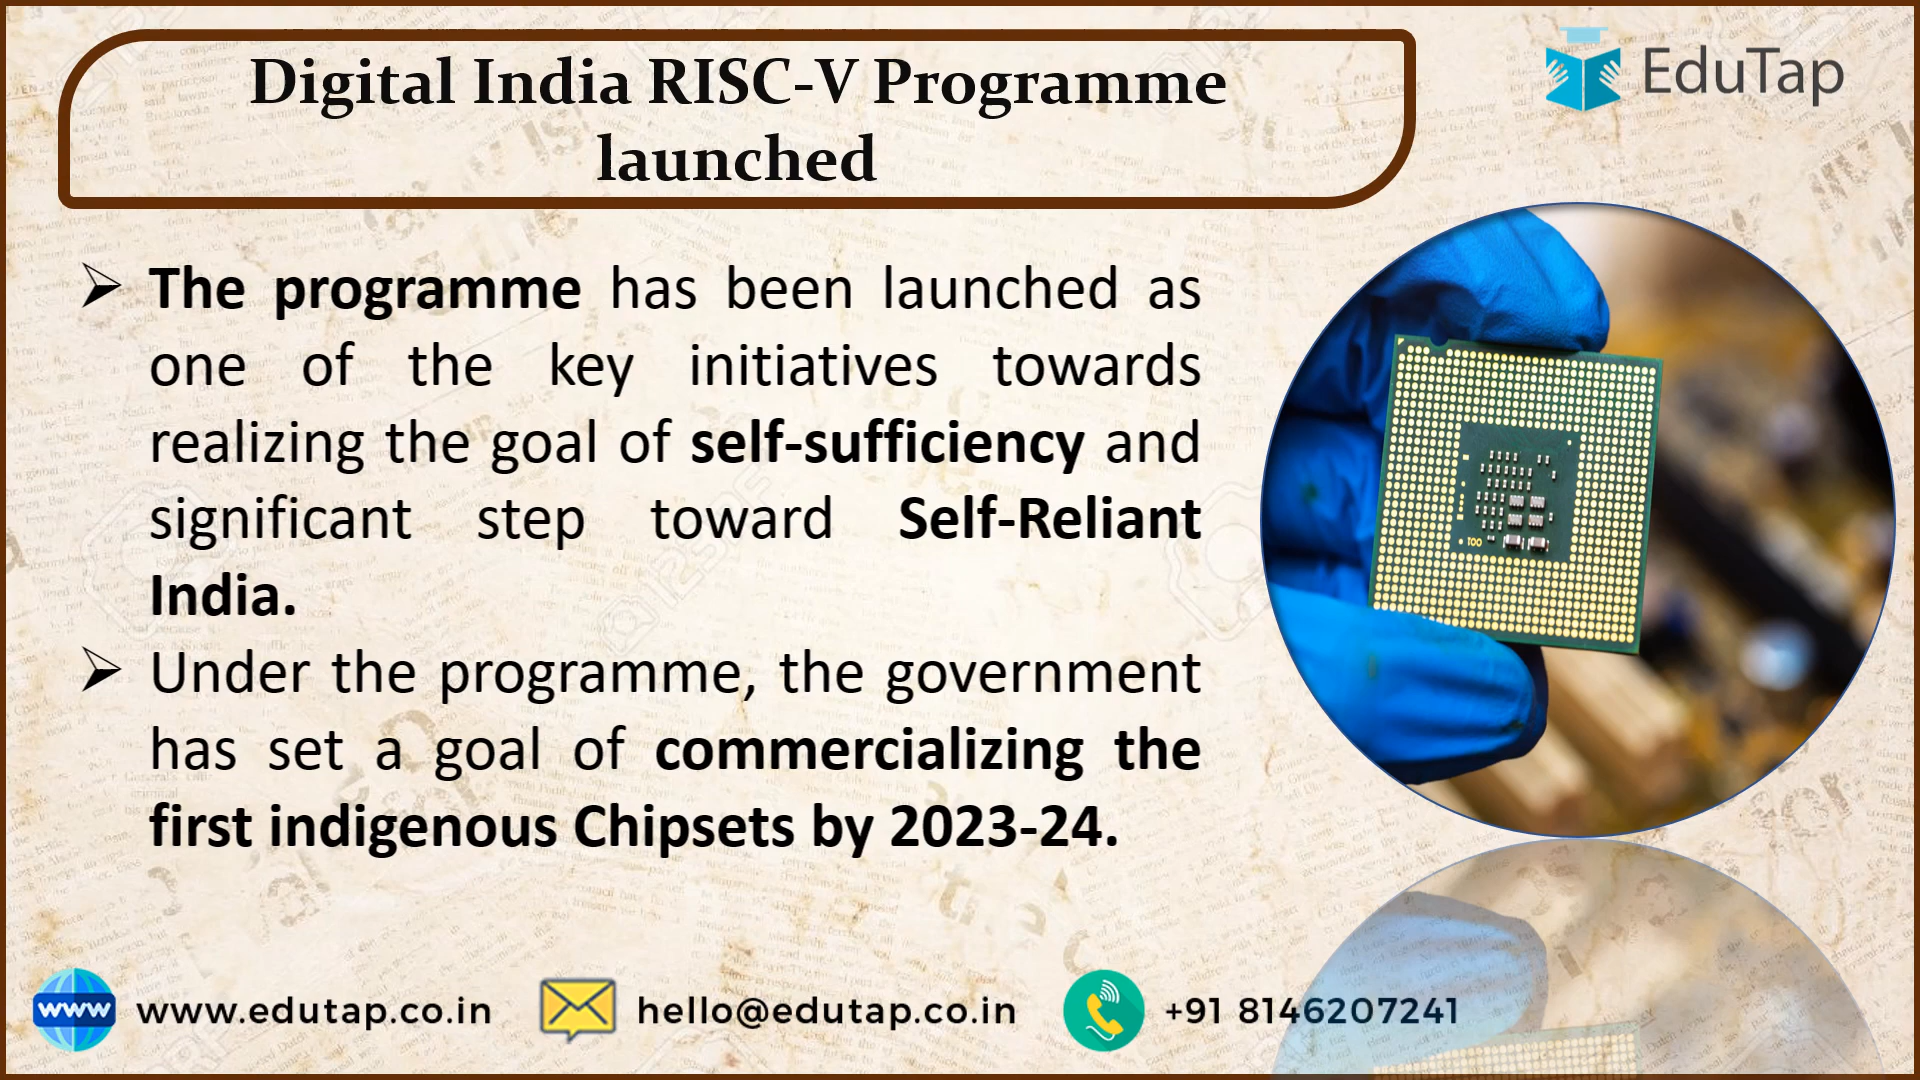 Digital India RISC-V Programme
launched
EduTap
➢ The programme has been launched as
one of the key initiatives towards
realizing the goal of self-sufficiency and
significant step toward Self-Reliant
India.
➢ Under the programme, the government
has set a goal of commercializing the
first indigenous Chipsets by 2023-24.
www
www.edutap.co.in
hello@edutap.co.in
+91 8146207241